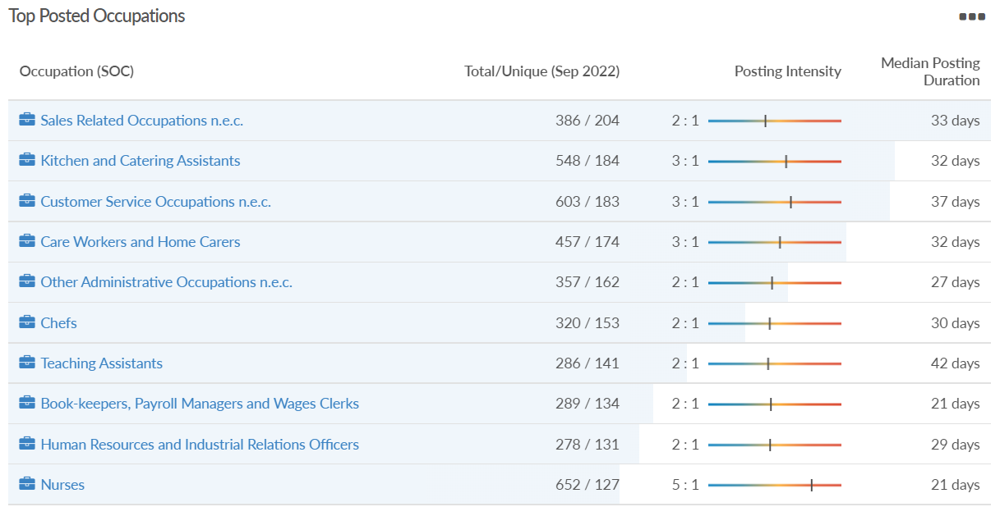 Top Posted Occupations
Occupation (SOC) Total/Unique (Sep 2022) Posting Intensity Median Posting Duration
Sales Related Occupations n.e.c. 386 / 204 2 : 1 33 days
Kitchen and Catering Assistants 548 / 184 3 : 1 32 days
Customer Service Occupations n.e.c. 603 / 183 3 : 1 37 days
Care Workers and Home Carers 457 / 174 3 : 1 32 days
Other Administrative Occupations n.e.c. 357 / 162 2 : 1 27 days
Chefs 320 / 153 2 : 1 30 days
Teaching Assistants 286 / 141 2 : 1 42 days
Book-keepers, Payroll Managers and Wages Clerks 289 / 134 2 : 1 21 days
Human Resources and Industrial Relations Officers 278 / 131 2 : 1 29 days
Nurses 652 / 127 5 : 1 21 days